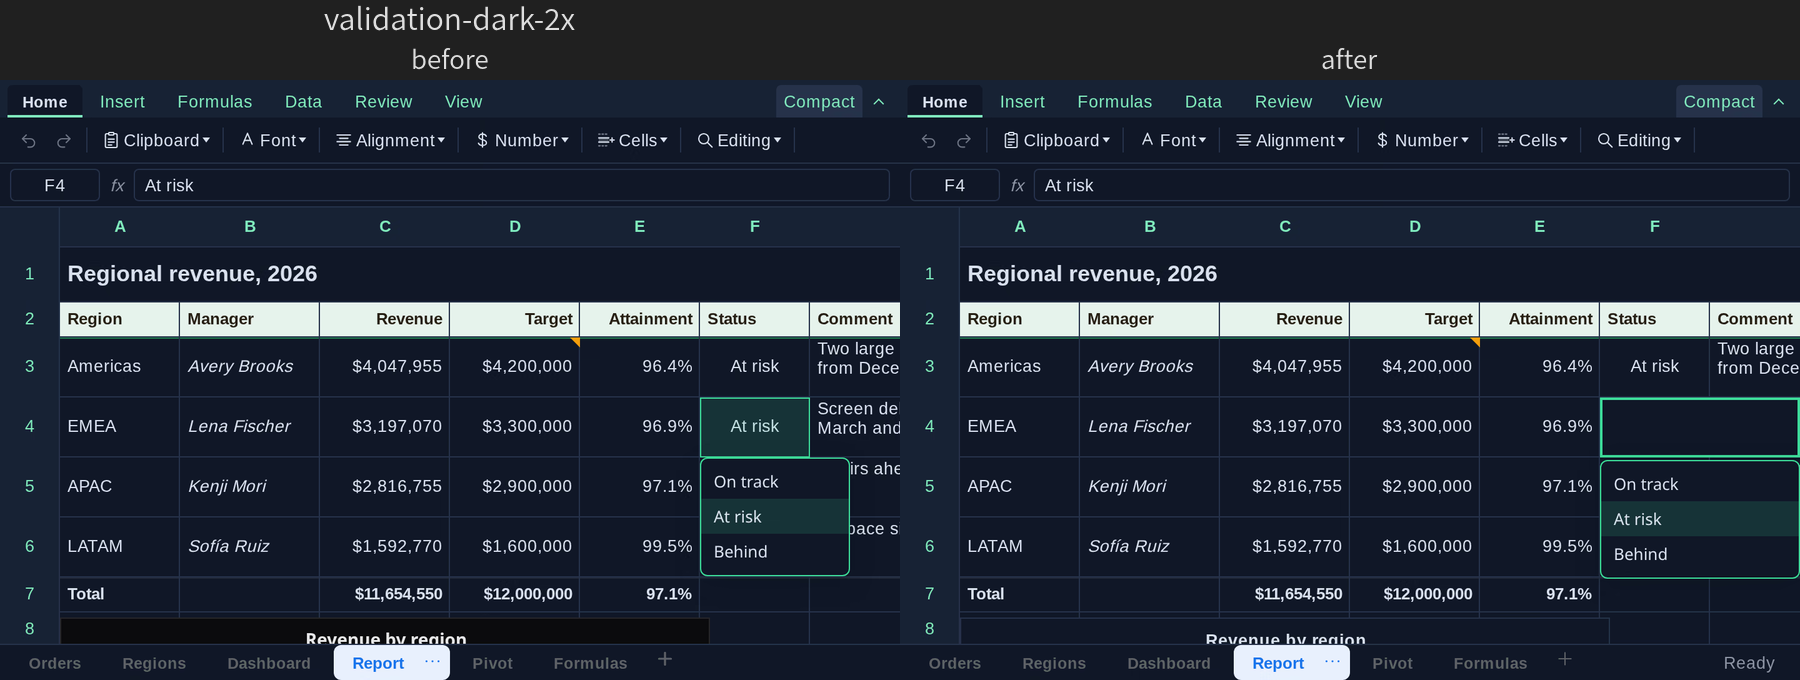 validation-dark-2x
before
after
Home Insert Formulas Data Review View Compact
Clipboard Font Alignment $ Number Cells Editing
F4 fx At risk
A B C D E F
1 Regional revenue, 2026
2 Region Manager Revenue Target Attainment Status Comment
3 Americas Avery Brooks $4,047,955 $4,200,000 96.4% At risk Two large
from Dece
4 EMEA Lena Fischer $3,197,070 $3,300,000 96.9% At risk Screen del
March and
5 APAC Kenji Mori $2,816,755 $2,900,000 97.1% On track irs ahe
At risk
6 LATAM Sofía Ruiz $1,592,770 $1,600,000 99.5% Behind pace s
7 Total $11,654,550 $12,000,000 97.1%
8 Revenue by region
Orders Regions Dashboard Report ... Pivot Formulas +
Home Insert Formulas Data Review View Compact
Clipboard Font Alignment $ Number Cells Editing
F4 fx At risk
A B C D E F
1 Regional revenue, 2026
2 Region Manager Revenue Target Attainment Status Comment
3 Americas Avery Brooks $4,047,955 $4,200,000 96.4% At risk Two large
from Dece
4 EMEA Lena Fischer $3,197,070 $3,300,000 96.9%
5 APAC Kenji Mori $2,816,755 $2,900,000 97.1% On track
At risk
6 LATAM Sofía Ruiz $1,592,770 $1,600,000 99.5% Behind
7 Total $11,654,550 $12,000,000 97.1%
8 Revenue by region
Orders Regions Dashboard Report ... Pivot Formulas + Ready